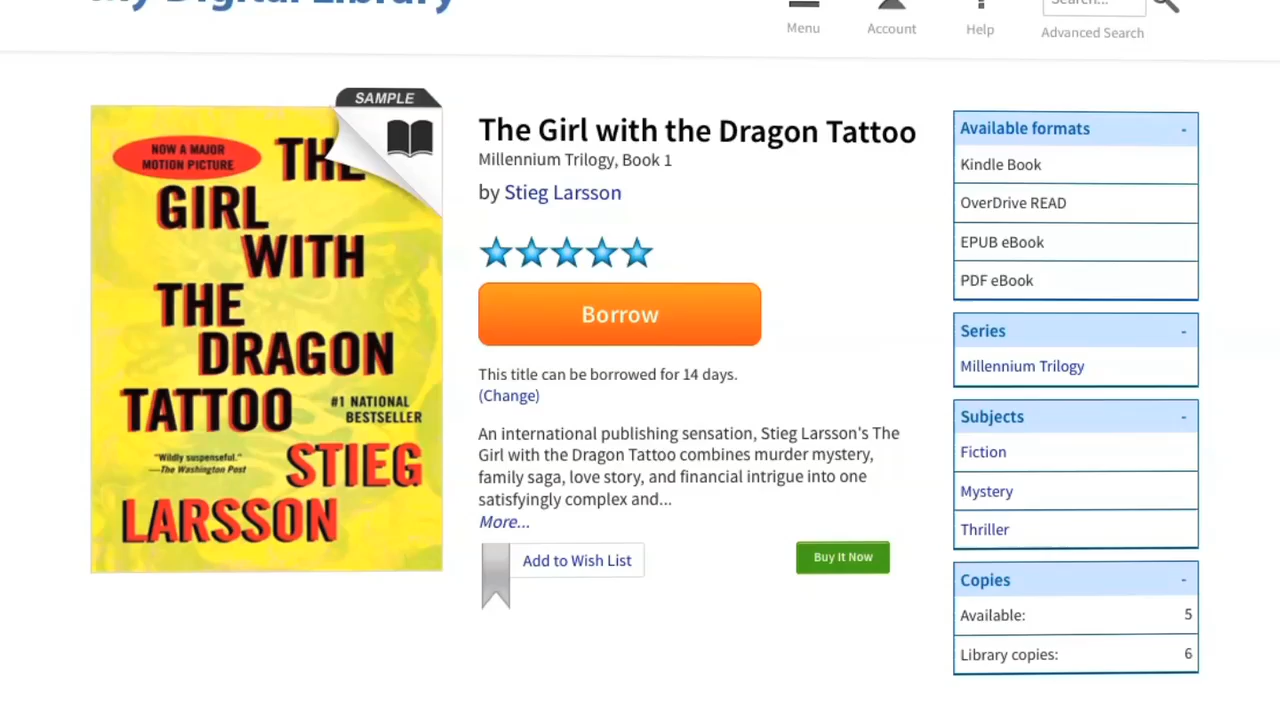 My Digital Library
Search...
Menu
Account
Help
Advanced Search
SAMPLE
NOW A MAJOR
MOTION PICTURE
THE
GIRL
WITH
THE
DRAGON
TATTOO
#1 NATIONAL
BESTSELLER
"Wildly suspenseful."
—The Washington Post
STIEG
LARSSON
The Girl with the Dragon Tattoo
Millennium Trilogy, Book 1
by Stieg Larsson
Borrow
This title can be borrowed for 14 days.
(Change)
An international publishing sensation, Stieg Larsson's The
Girl with the Dragon Tattoo combines murder mystery,
family saga, love story, and financial intrigue into one
satisfyingly complex and...
More...
Add to Wish List
Buy It Now
Available formats -
Kindle Book
OverDrive READ
EPUB eBook
PDF eBook
Series -
Millennium Trilogy
Subjects -
Fiction
Mystery
Thriller
Copies -
Available: 5
Library copies: 6